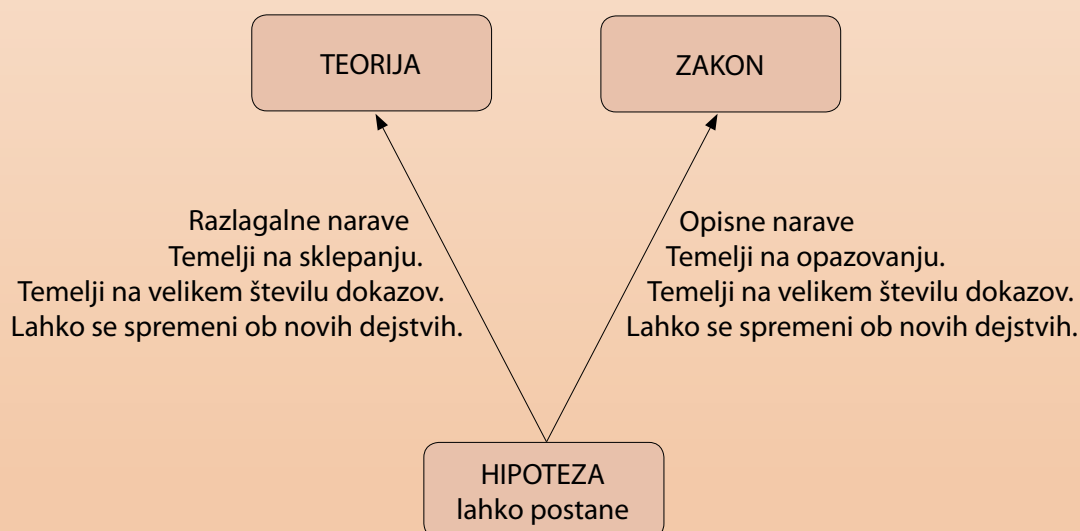 TEORIJA
ZAKON
Razlagalne narave
Temelji na sklepanju.
Temelji na velikem številu dokazov.
Lahko se spremeni ob novih dejstvih.
Opisne narave
Temelji na opazovanju.
Temelji na velikem številu dokazov.
Lahko se spremeni ob novih dejstvih.
HIPOTEZA
lahko postane